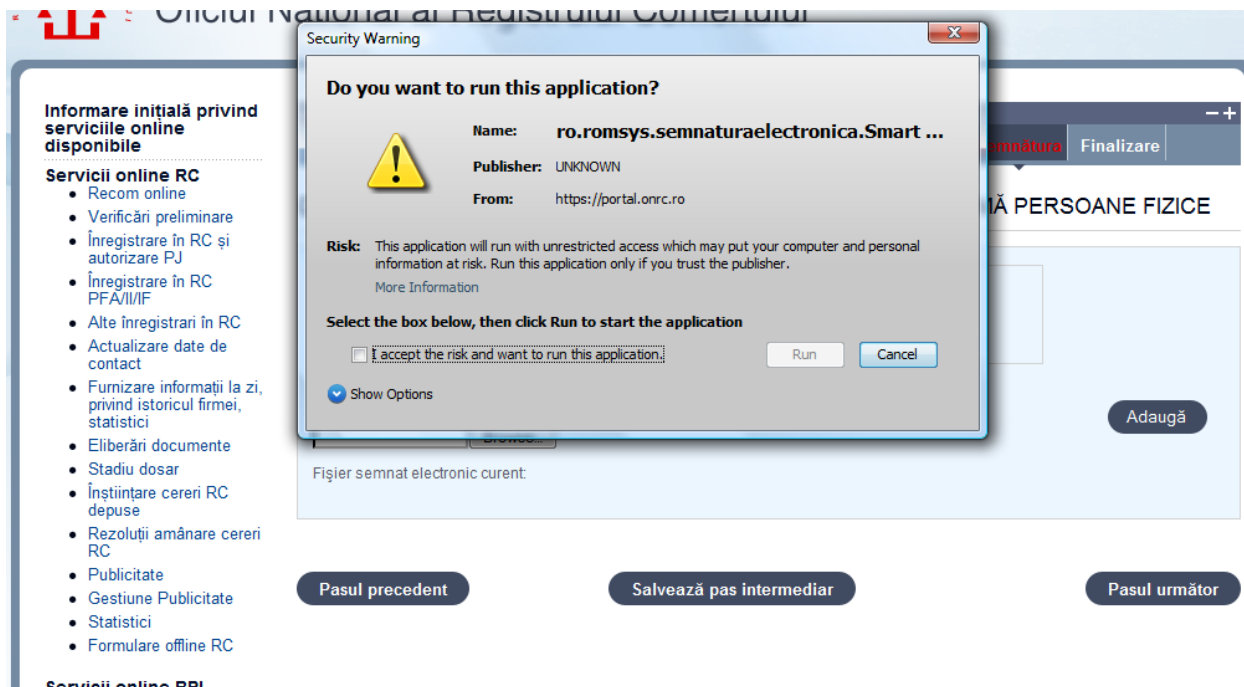 Oficiul Național al Registrului Comerțului
Security Warning
Do you want to run this application?
Name: ro.romsys.semnaturaelectronica.Smart ...
Publisher: UNKNOWN
From: https://portal.onrc.ro
Risk: This application will run with unrestricted access which may put your computer and personal
information at risk. Run this application only if you trust the publisher.
More Information
Select the box below, then click Run to start the application
I accept the risk and want to run this application.
Run
Cancel
Show Options
Informare inițială privind
serviciile online
disponibile
Servicii online RC
Recom online
Verificări preliminare
Înregistrare în RC și
autorizare PJ
Înregistrare în RC
PFA/II/IF
Alte înregistrari în RC
Actualizare date de
contact
Furnizare informații la zi,
privind istoricul firmei,
statistici
Eliberări documente
Stadiu dosar
Înștiințare cereri RC
depuse
Rezoluții amânare cereri
RC
Publicitate
Gestiune Publicitate
Statistici
Formulare offline RC
Servicii online BPI
Finalizare
PERSOANE FIZICE
Adaugă
Browse...
Fişier semnat electronic curent:
Pasul precedent
Salvează pas intermediar
Pasul următor